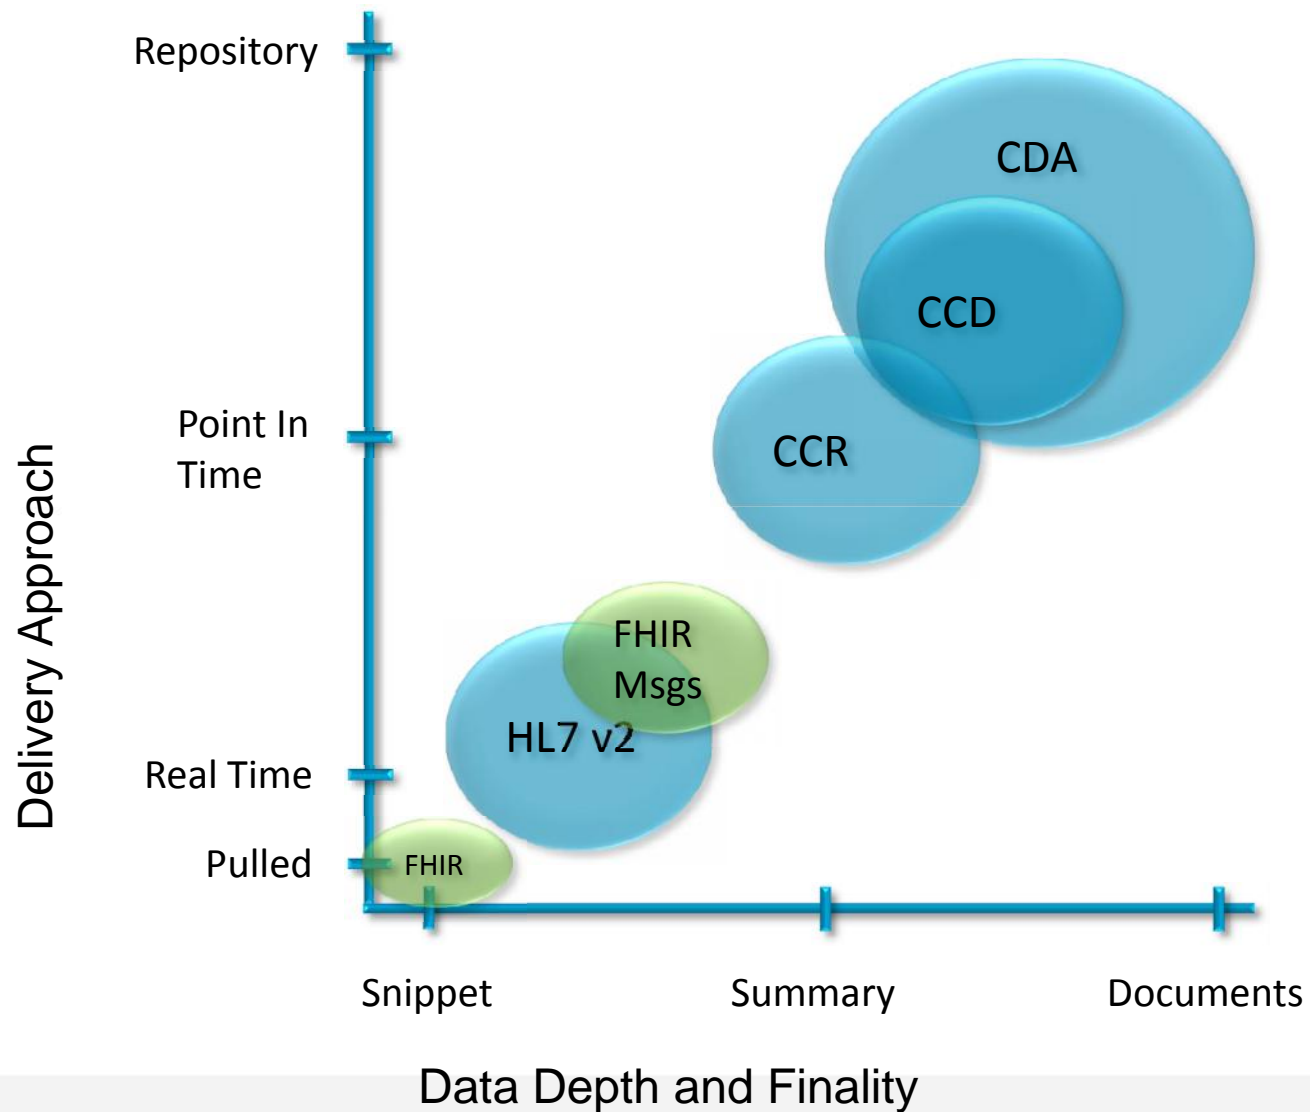 Repository
CDA
CCD
Point In
Time
CCR
Delivery Approach
FHIR
Msgs
HL7 v2
Real Time
Pulled
FHIR
Snippet
Summary
Documents
Data Depth and Finality